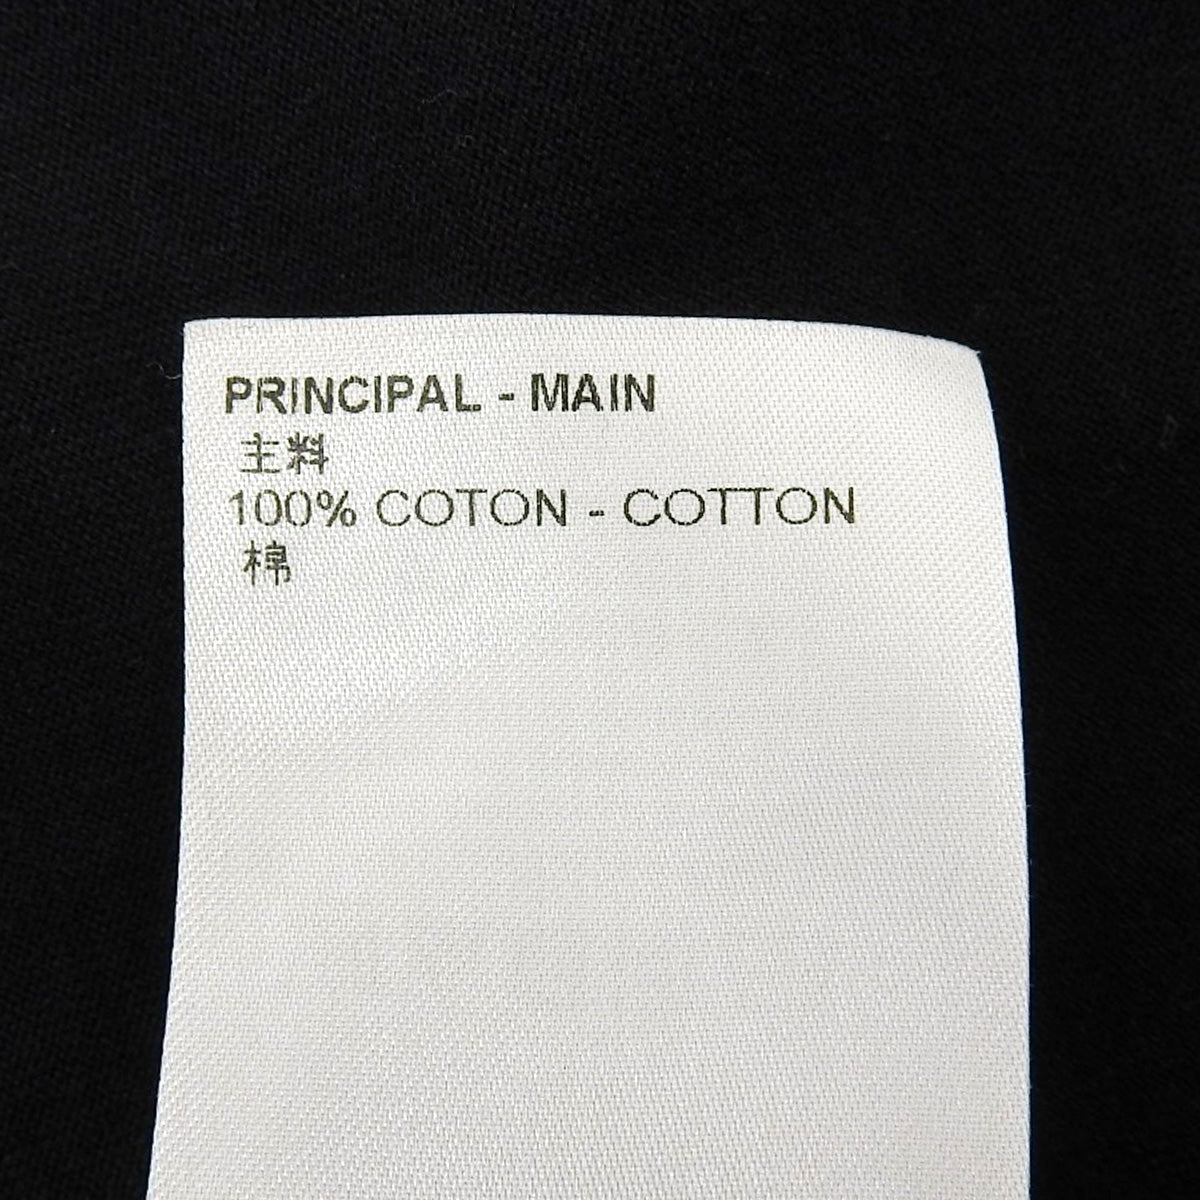 PRINCIPAL - MAIN
主料
100% COTON - COTTON
棉